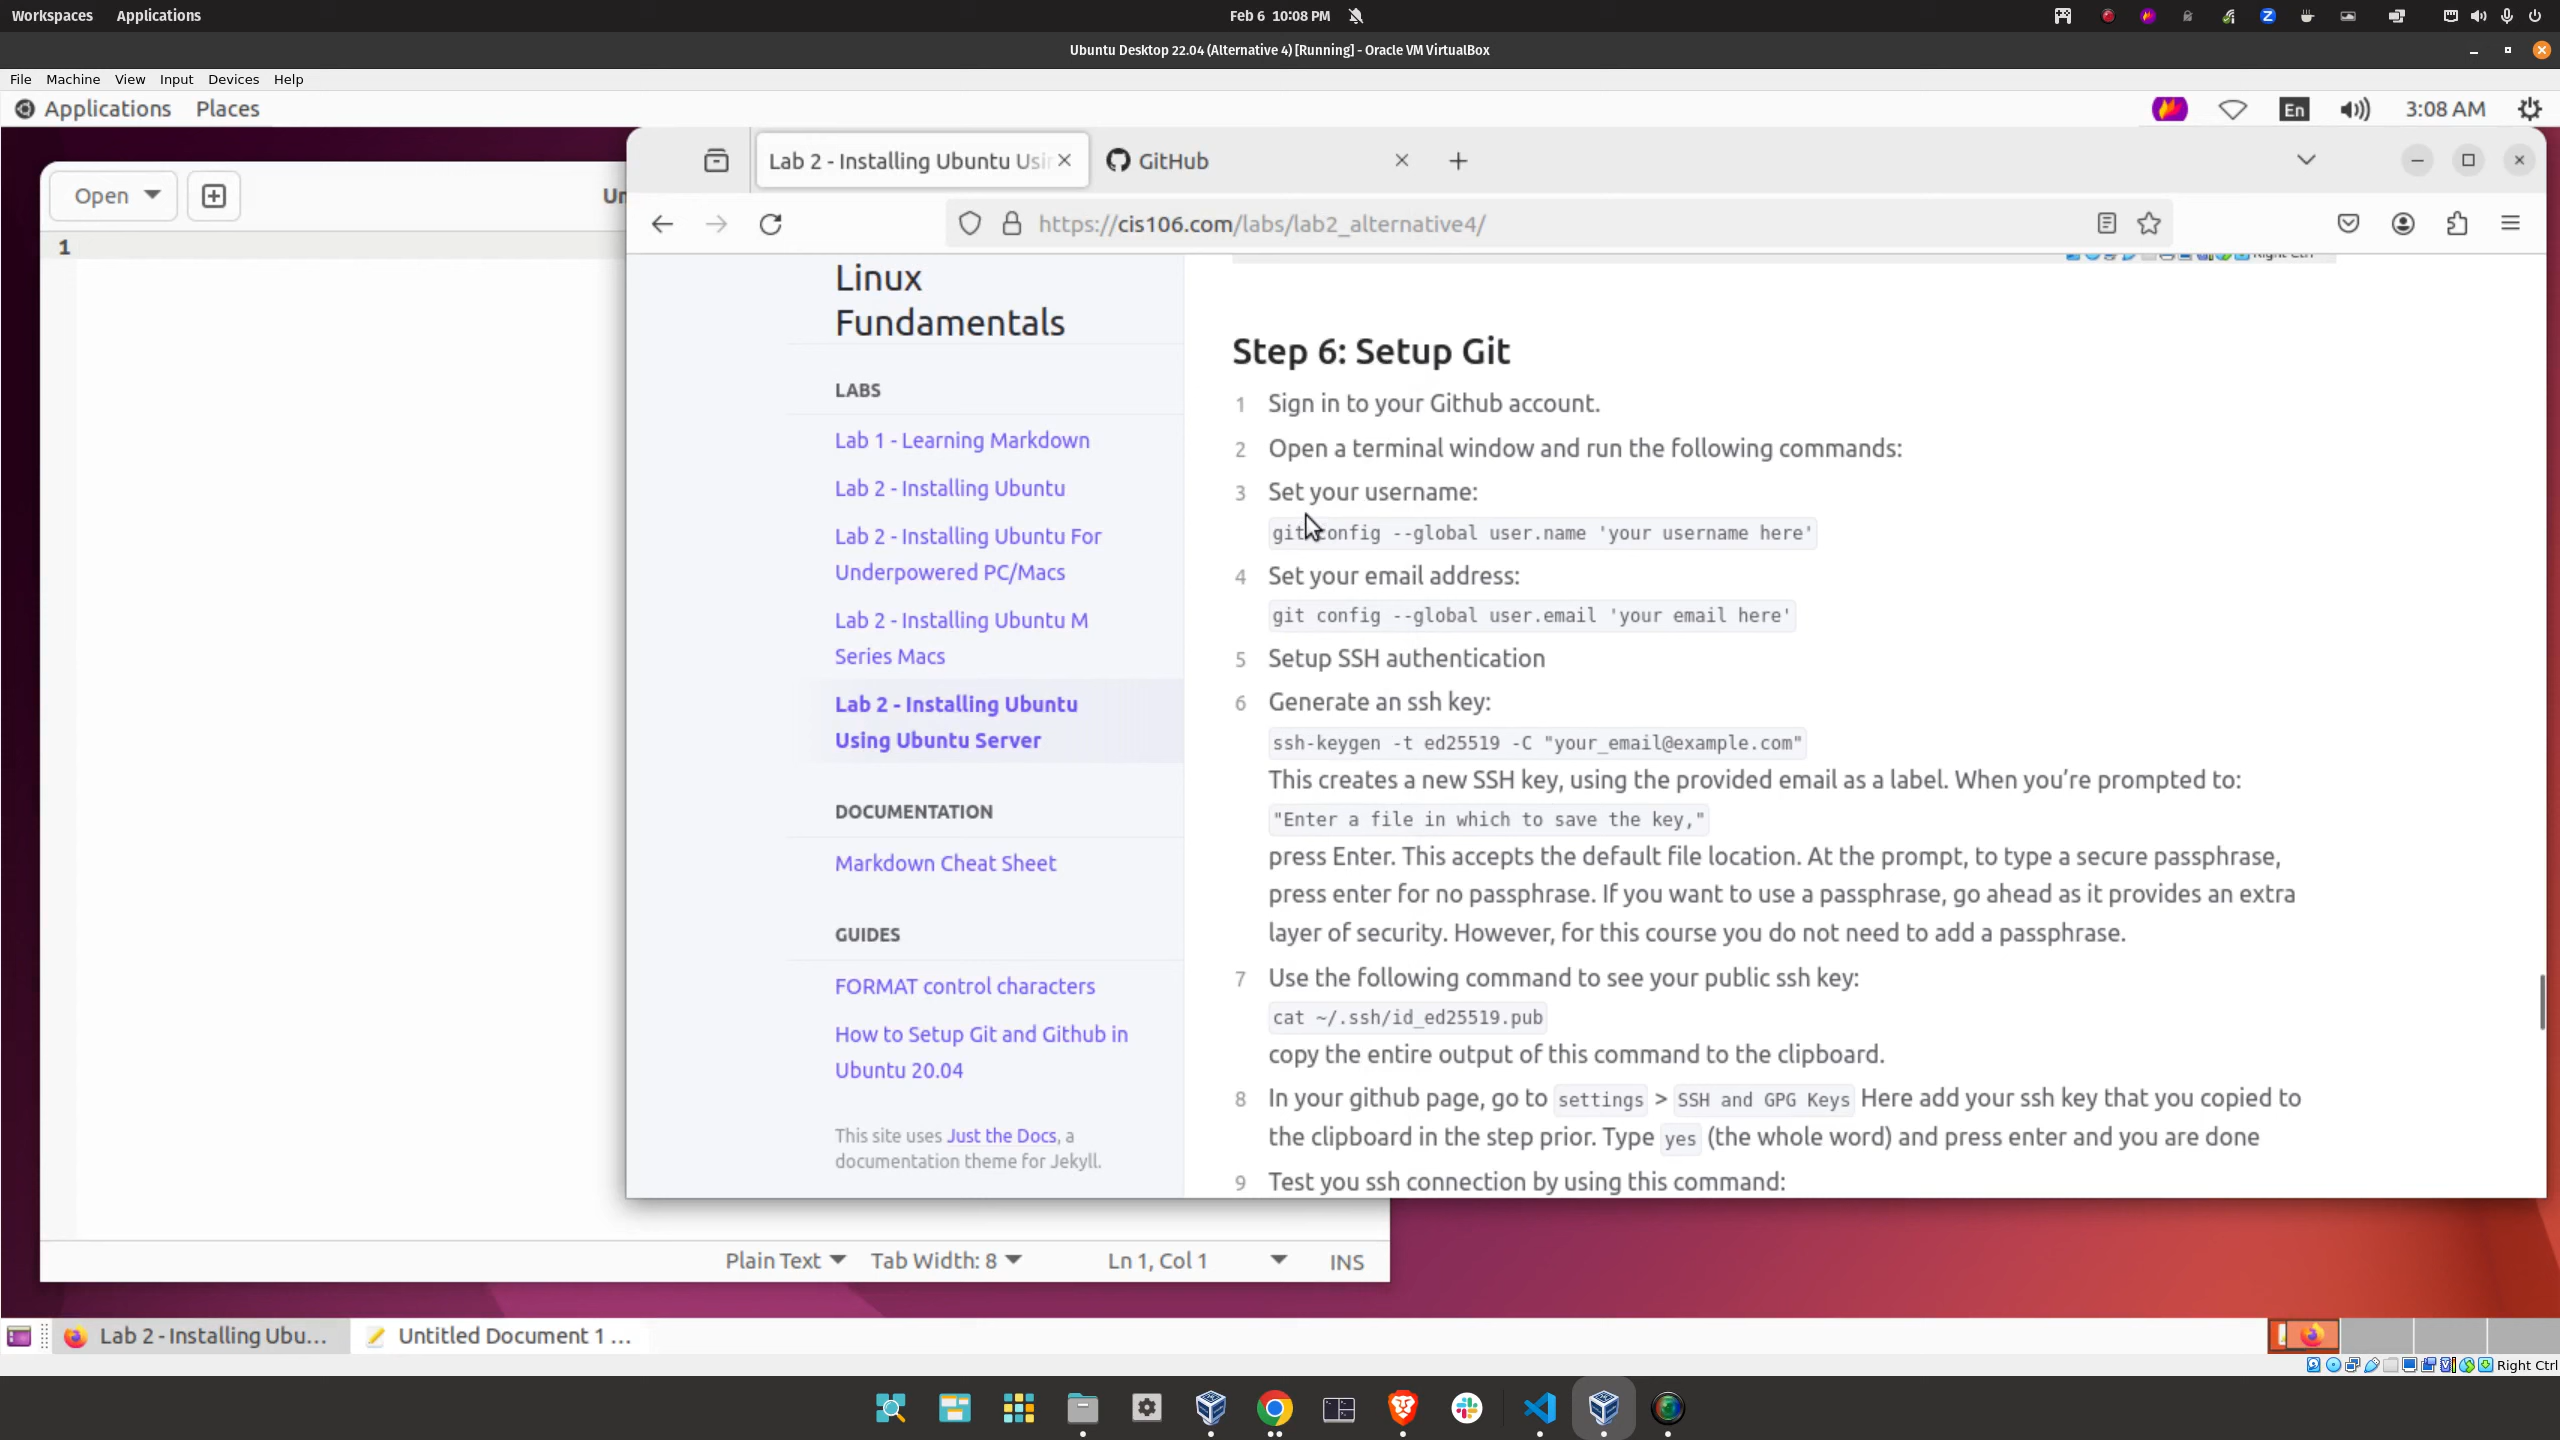 Workspaces Applications Feb 6 10:08 PM
Ubuntu Desktop 22.04 (Alternative 4) [Running] - Oracle VM VirtualBox
File Machine View Input Devices Help
Applications Places En 3:08 AM
Open Un
Lab 2 - Installing Ubuntu Usin GitHub
https://cis106.com/labs/lab2_alternative4/
1
Right Ctrl
Linux
Fundamentals
LABS
Lab 1 - Learning Markdown
Lab 2 - Installing Ubuntu
Lab 2 - Installing Ubuntu For
Underpowered PC/Macs
Lab 2 - Installing Ubuntu M
Series Macs
Lab 2 - Installing Ubuntu
Using Ubuntu Server
DOCUMENTATION
Markdown Cheat Sheet
GUIDES
FORMAT control characters
How to Setup Git and Github in
Ubuntu 20.04
This site uses Just the Docs, a
documentation theme for Jekyll.
Step 6: Setup Git
1 Sign in to your Github account.
2 Open a terminal window and run the following commands:
3 Set your username:
git config --global user.name 'your username here'
4 Set your email address:
git config --global user.email 'your email here'
5 Setup SSH authentication
6 Generate an ssh key:
ssh-keygen -t ed25519 -C "your_email@example.com"
This creates a new SSH key, using the provided email as a label. When you’re prompted to:
"Enter a file in which to save the key,"
press Enter. This accepts the default file location. At the prompt, to type a secure passphrase,
press enter for no passphrase. If you want to use a passphrase, go ahead as it provides an extra
layer of security. However, for this course you do not need to add a passphrase.
7 Use the following command to see your public ssh key:
cat ~/.ssh/id_ed25519.pub
copy the entire output of this command to the clipboard.
8 In your github page, go to settings > SSH and GPG Keys Here add your ssh key that you copied to
the clipboard in the step prior. Type yes (the whole word) and press enter and you are done
9 Test you ssh connection by using this command:
Plain Text Tab Width: 8 Ln 1, Col 1 INS
Lab 2 - Installing Ubu... Untitled Document 1 ...
Right Ctrl